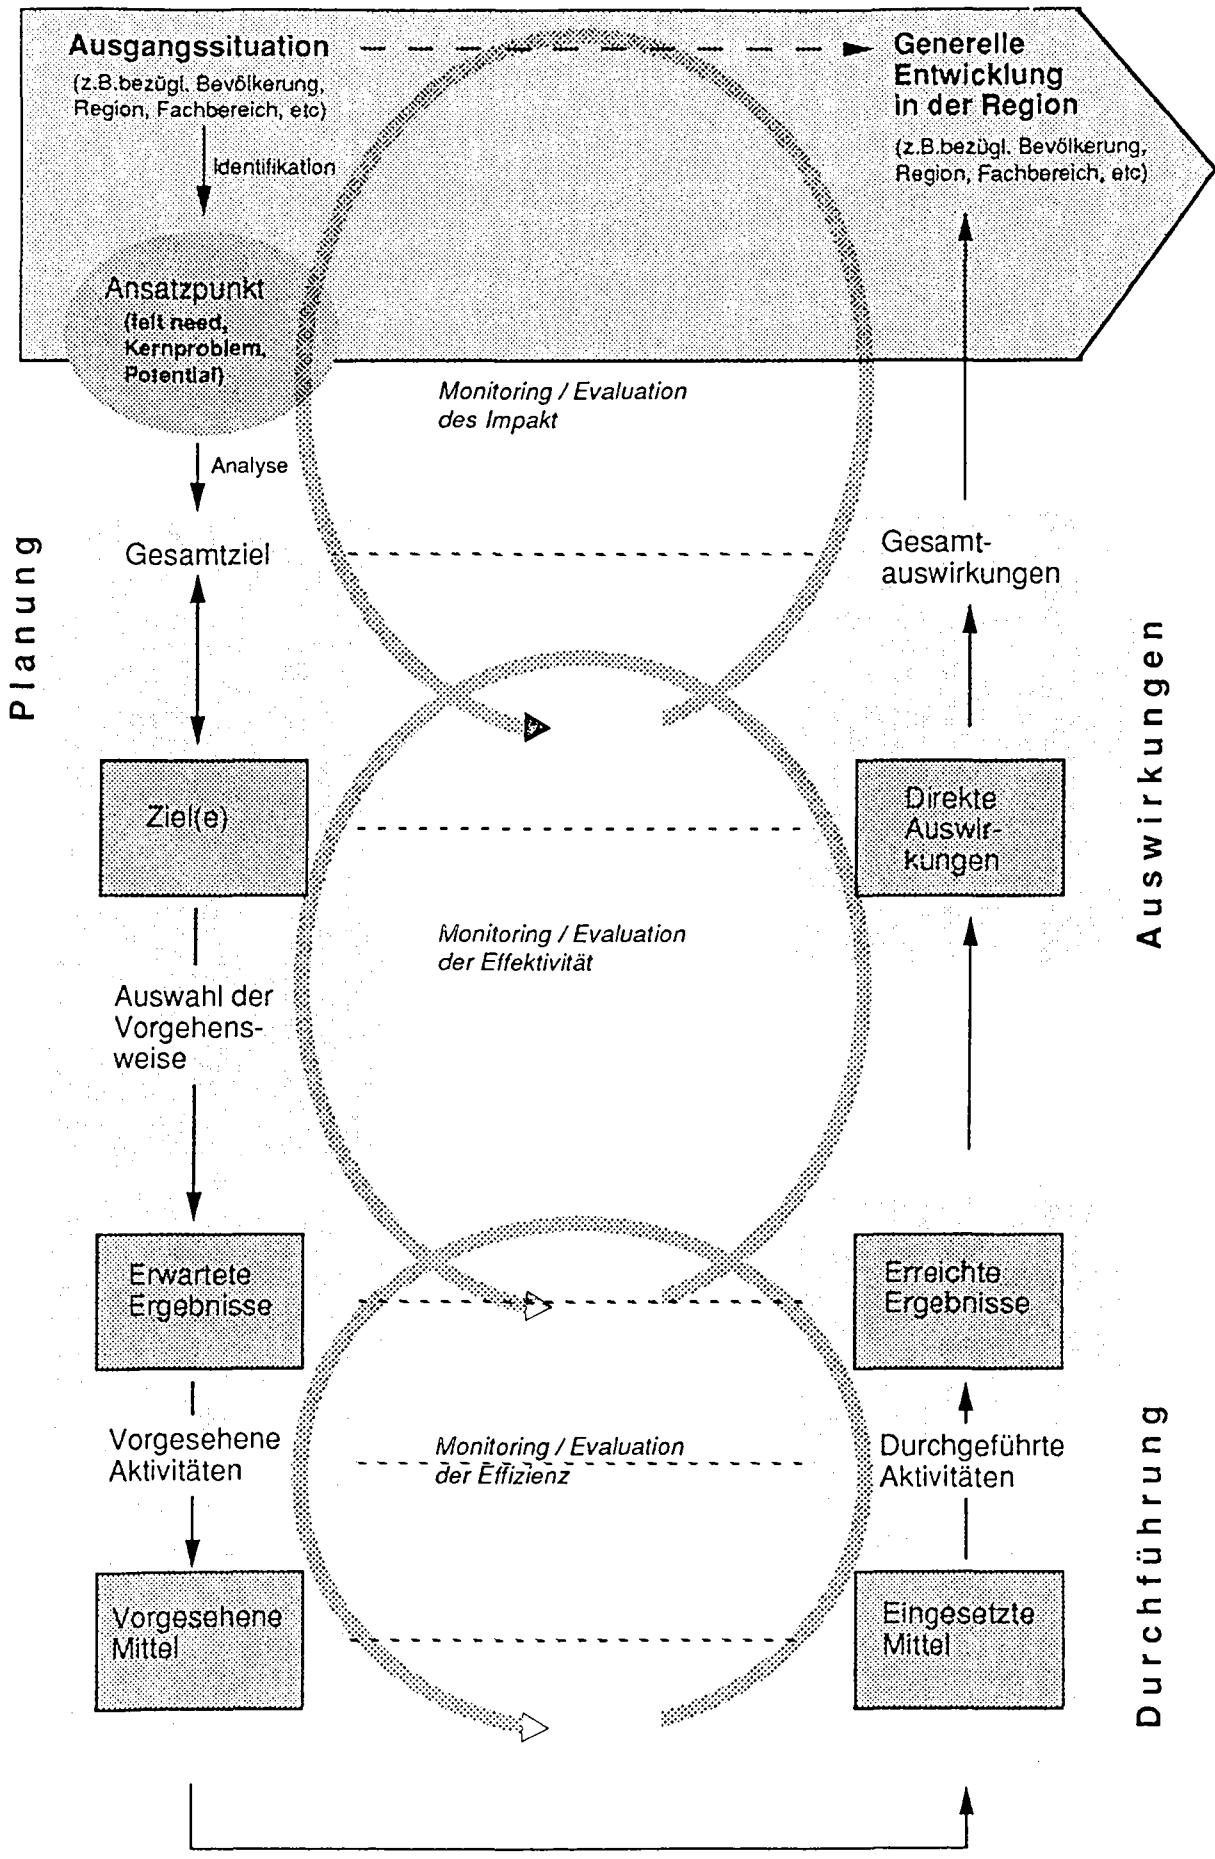 Ausgangssituation
(z.B.bezügl. Bevölkerung,
Region, Fachbereich, etc)
Identifikation
Generelle
Entwicklung
in der Region
(z.B.bezügl. Bevölkerung,
Region, Fachbereich, etc)
Ansatzpunkt
(felt need,
Kernproblem,
Potential)
Analyse
Monitoring / Evaluation
des Impakt
Planung
Gesamtziel
Gesamt-
auswirkungen
Auswirkungen
Ziel(e)
Direkte
Auswir-
kungen
Monitoring / Evaluation
der Effektivität
Auswahl der
Vorgehens-
weise
Erwartete
Ergebnisse
Erreichte
Ergebnisse
Vorgesehene
Aktivitäten
Monitoring / Evaluation
der Effizienz
Durchgeführte
Aktivitäten
Durchführung
Vorgesehene
Mittel
Eingesetzte
Mittel